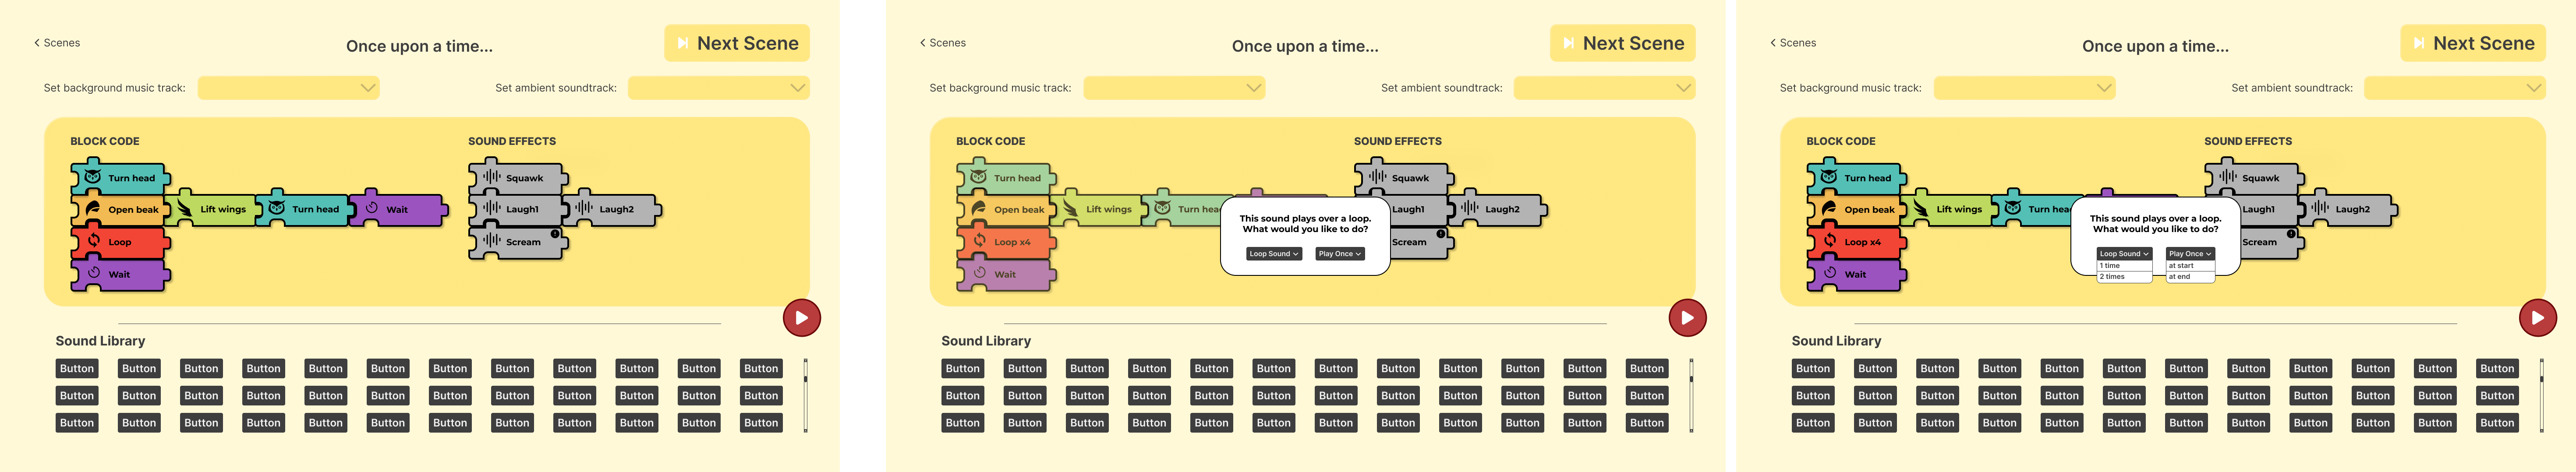 Scenes
Once upon a time...
Next Scene
Set background music track:
Set ambient soundtrack:
BLOCK CODE
SOUND EFFECTS
Turn head
Squawk
Open beak
Lift wings
Turn head
Wait
Laugh1
Laugh2
Loop
Scream
Wait
Sound Library
Button Button Button Button Button Button Button Button Button Button Button Button
Button Button Button Button Button Button Button Button Button Button Button Button
Button Button Button Button Button Button Button Button Button Button Button Button
Scenes
Once upon a time...
Next Scene
Set background music track:
Set ambient soundtrack:
BLOCK CODE
SOUND EFFECTS
Turn head
Squawk
Open beak
Lift wings
Turn head
Laugh1
Laugh2
Loop x4
Scream
Wait
This sound plays over a loop.
What would you like to do?
Loop Sound
Play Once
Sound Library
Button Button Button Button Button Button Button Button Button Button Button Button
Button Button Button Button Button Button Button Button Button Button Button Button
Button Button Button Button Button Button Button Button Button Button Button Button
Scenes
Once upon a time...
Next Scene
Set background music track:
Set ambient soundtrack:
BLOCK CODE
SOUND EFFECTS
Turn head
Squawk
Open beak
Lift wings
Turn head
Laugh1
Laugh2
Loop x4
Scream
Wait
This sound plays over a loop.
What would you like to do?
Loop Sound
Play Once
1 time
at start
2 times
at end
Sound Library
Button Button Button Button Button Button Button Button Button Button Button Button
Button Button Button Button Button Button Button Button Button Button Button Button
Button Button Button Button Button Button Button Button Button Button Button Button